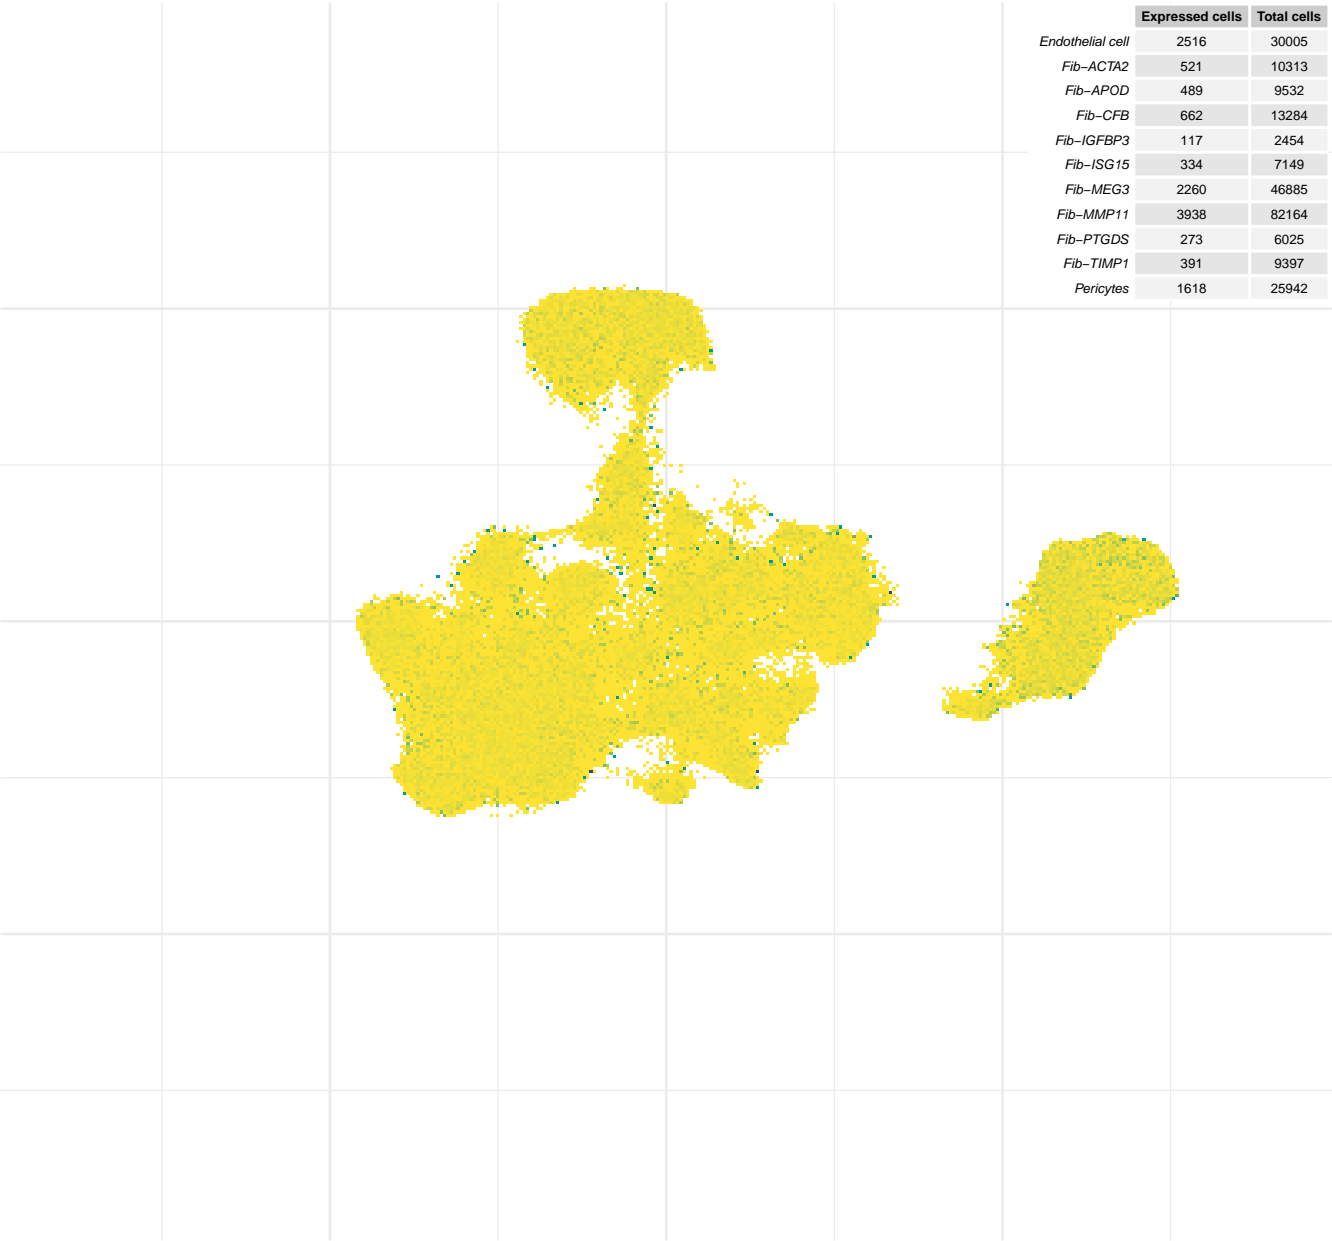 Expressed cells Total cells
Endothelial cell 2516 30005
Fib−ACTA2 521 10313
Fib−APOD 489 9532
Fib−CFB 662 13284
Fib−IGFBP3 117 2454
Fib−ISG15 334 7149
Fib−MEG3 2260 46885
Fib−MMP11 3938 82164
Fib−PTGDS 273 6025
Fib−TIMP1 391 9397
Pericytes 1618 25942